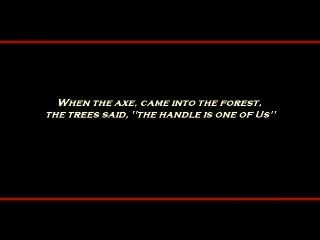 When the axe, came into the forest,
the trees said, "the handle is one of Us"